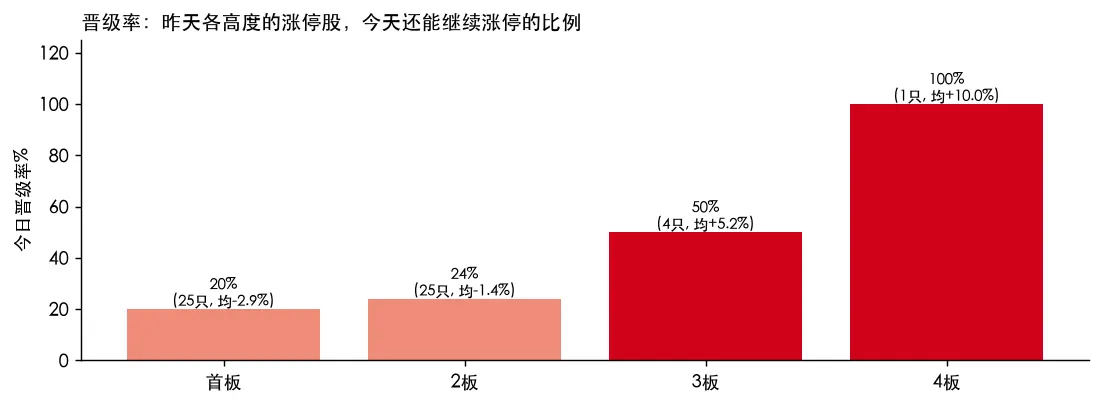 晋级率：昨天各高度的涨停股，今天还能继续涨停的比例
今日晋级率%
120
100
80
60
40
20
0
20%
(25只, 均-2.9%)
24%
(25只, 均-1.4%)
50%
(4只, 均+5.2%)
100%
(1只, 均+10.0%)
首板
2板
3板
4板